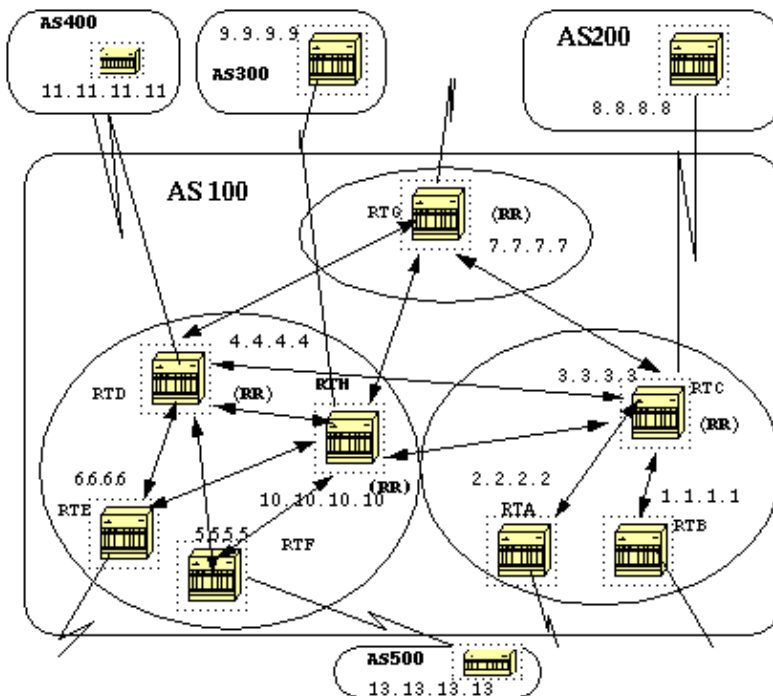 AS400
11.11.11.11
9.9.9.9
AS300
AS200
8.8.8.8
AS 100
RTG
(RR)
7.7.7.7
4.4.4.4
RTD
(RR)
RTH
(RR)
10.10.10.10
3.3.3.3
RTC
(RR)
6.6.6.6
RTE
5.5.5.5
RTF
2.2.2.2
RTA
1.1.1.1
RTB
AS500
13.13.13.13